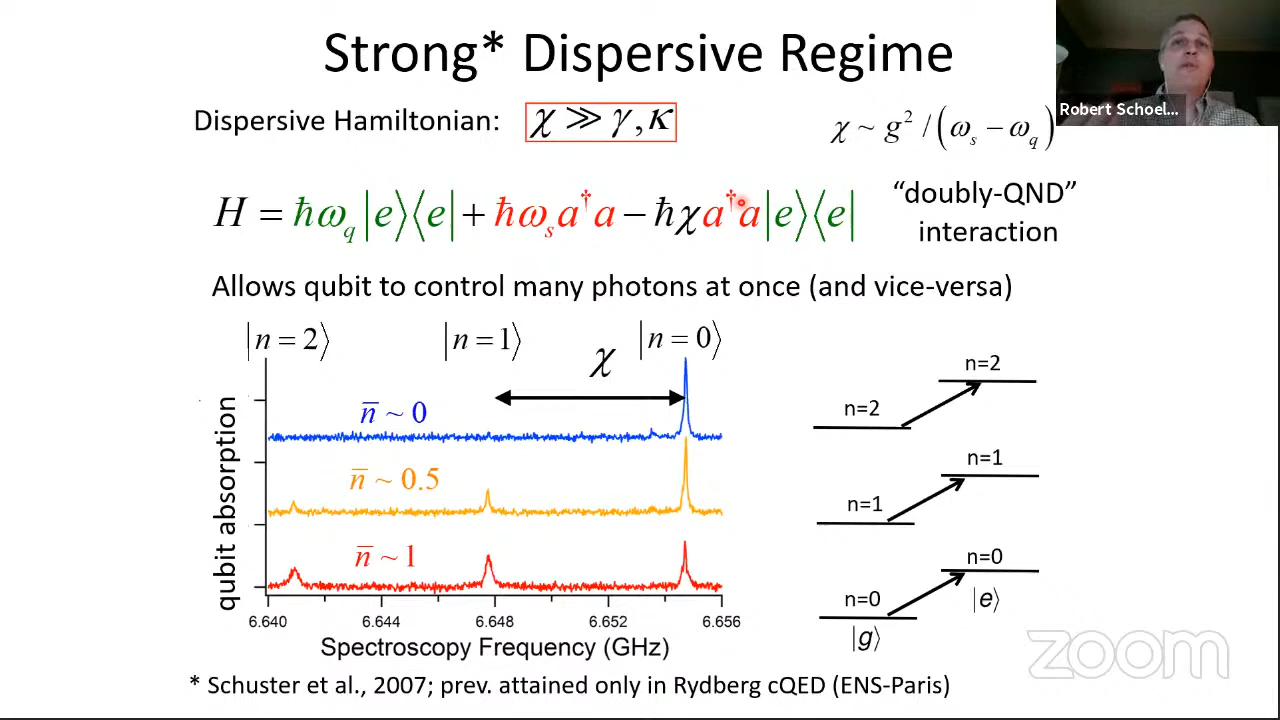 Strong* Dispersive Regime
Robert Schoel...
Dispersive Hamiltonian: χ ≫ γ, κ
χ ~ g² / (ω_s − ω_q)
H = ħω_q |e⟩⟨e| + ħω_s a†a − ħχ a†a |e⟩⟨e|
“doubly-QND”
interaction
Allows qubit to control many photons at once (and vice-versa)
|n = 2⟩ |n = 1⟩ |n = 0⟩
χ
n̄ ~ 0
n̄ ~ 0.5
n̄ ~ 1
qubit absorption
6.640 6.644 6.648 6.652 6.656
Spectroscopy Frequency (GHz)
n=2
n=2
n=1
n=1
n=0
n=0
|e⟩
|g⟩
zoom
* Schuster et al., 2007; prev. attained only in Rydberg cQED (ENS-Paris)